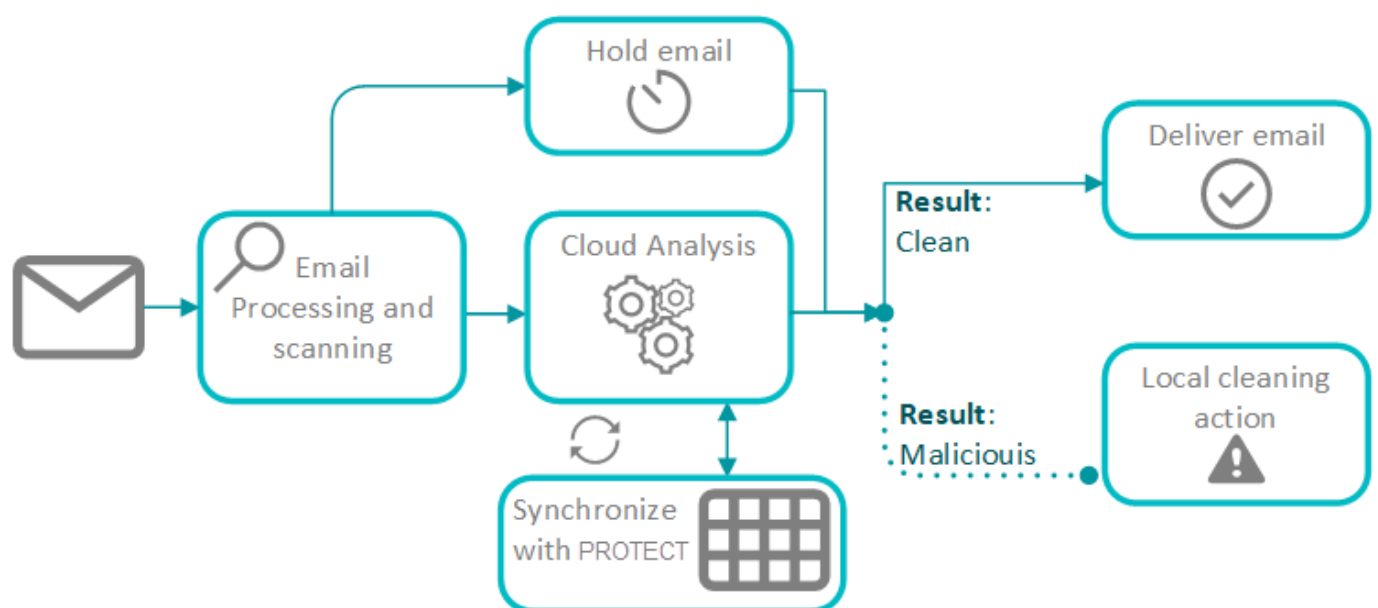 Hold email
Deliver email
Result:
Clean
Email
Processing and
scanning
Cloud Analysis
Local cleaning
action
Result:
Maliciouis
Synchronize
with PROTECT